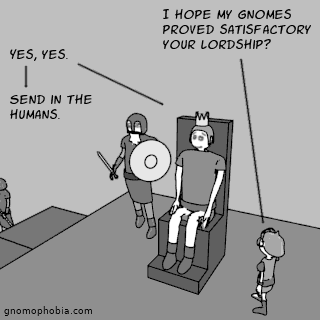 I HOPE MY GNOMES
PROVED SATISFACTORY
YOUR LORDSHIP?
YES, YES.
SEND IN THE
HUMANS.
gnomophobia.com